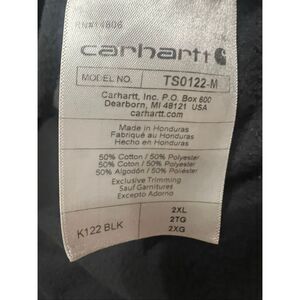 RN#14806
carhartt
MODEL NO. TS0122-M
Carhartt, Inc. P.O. Box 600
Dearborn, MI 48121 USA
carhartt.com
Made in Honduras
Fabriqué au Honduras
Hecho en Honduras
50% Cotton / 50% Polyester
50% Coton / 50% Polyester
50% Algodón / 50% Poliéster
Exclusive Trimming
Sauf Garnitures
Excepto Adorno
K122 BLK
2XL
2TG
2XG